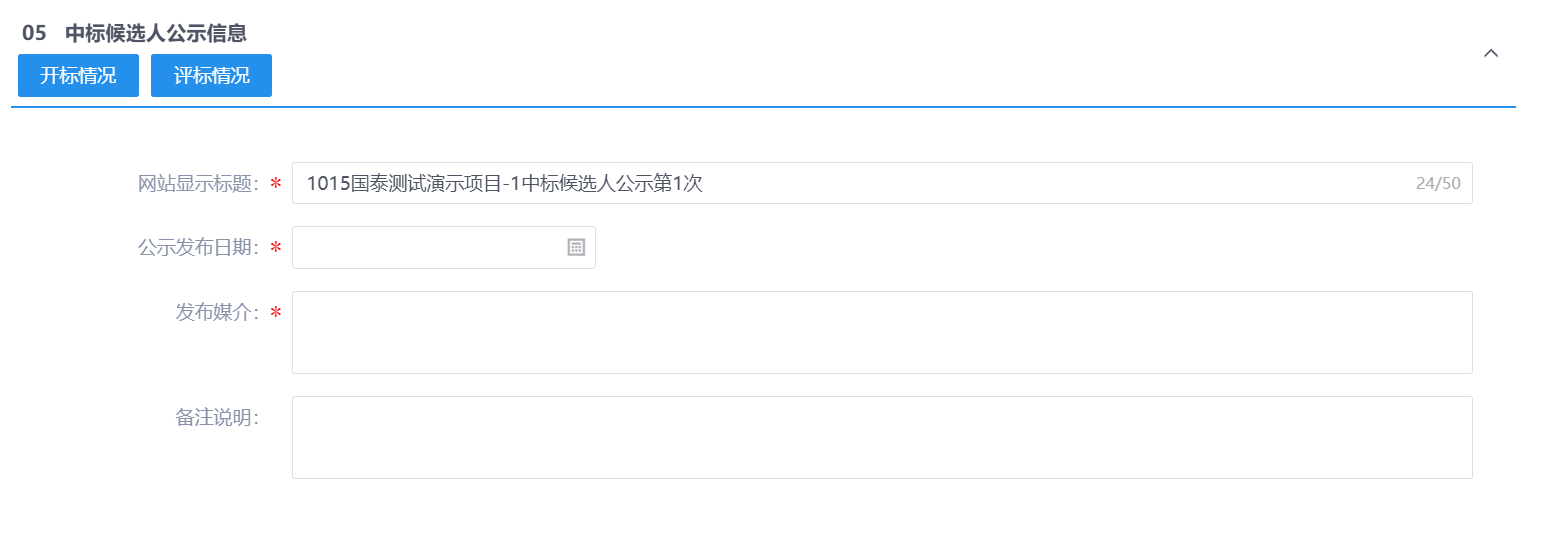 05 中标候选人公示信息
开标情况 评标情况
网站显示标题： * 1015国泰测试演示项目-1中标候选人公示第1次 24/50
公示发布日期： *
发布媒介： *
备注说明：